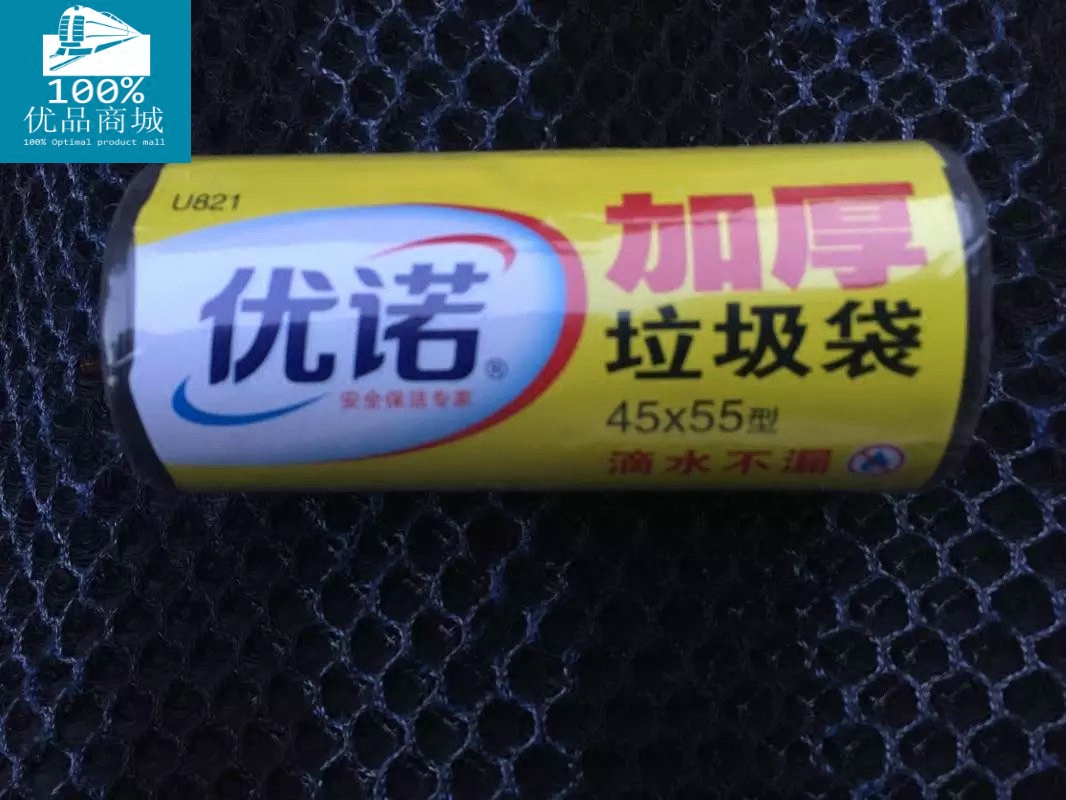 100%
优品商城
100% Optimal product mall
U821
优诺®
安全保洁专家
加厚
垃圾袋
45x55型
滴水不漏